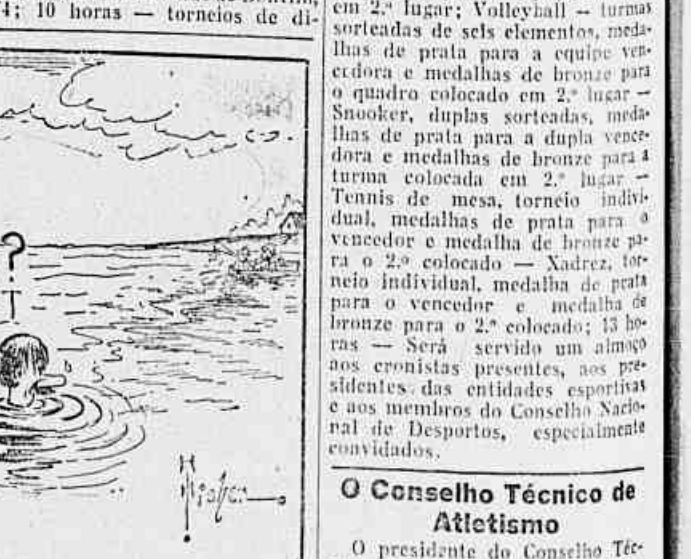 4; 10 horas — torneios de di-
?
em 2.º lugar; Volleyball — turmas
sorteadas de seis elementos, meda-
lhas de prata para a equipe ven-
cedora e medalhas de bronze para
o quadro colocado em 2.º lugar —
Snooker, duplas sorteadas, meda-
lhas de prata para a dupla vence-
dora e medalhas de bronze para a
turma colocada em 2.º lugar —
Tennis de mesa, torneio indivi-
dual, medalhas de prata para o
vencedor e medalha de bronze pa-
ra o 2.º colocado — Xadrez, tor-
neio individual, medalha de prata
para o vencedor e medalha de
bronze para o 2.º colocado; 13 ho-
ras — Será servido um almoço
aos cronistas presentes, aos pre-
sidentes das entidades esportivas
e aos membros do Conselho Nacio-
nal de Desportos, especialmente
convidados.
O Conselho Técnico de
Atletismo
O presidente do Conselho Téc-